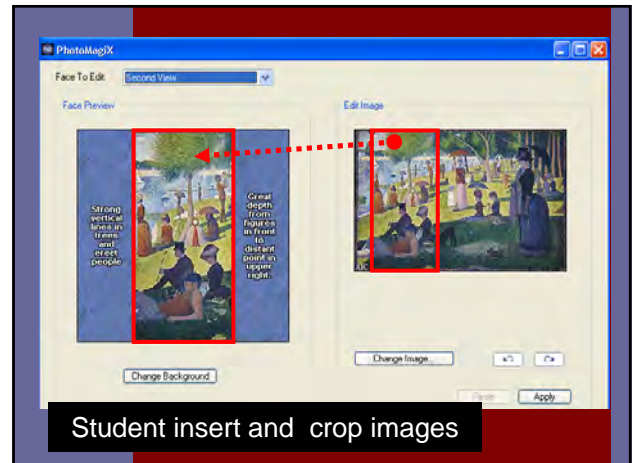 PhotoMagiX
Face To Edit
Second View
Face Preview
Edit Image
Strong
vertical
lines in
trees
and
erect
people
Great
depth
from
figures
in front
to
distant
point in
upper
right.
Change Image...
Change Background
Reset
Apply
Student insert and crop images